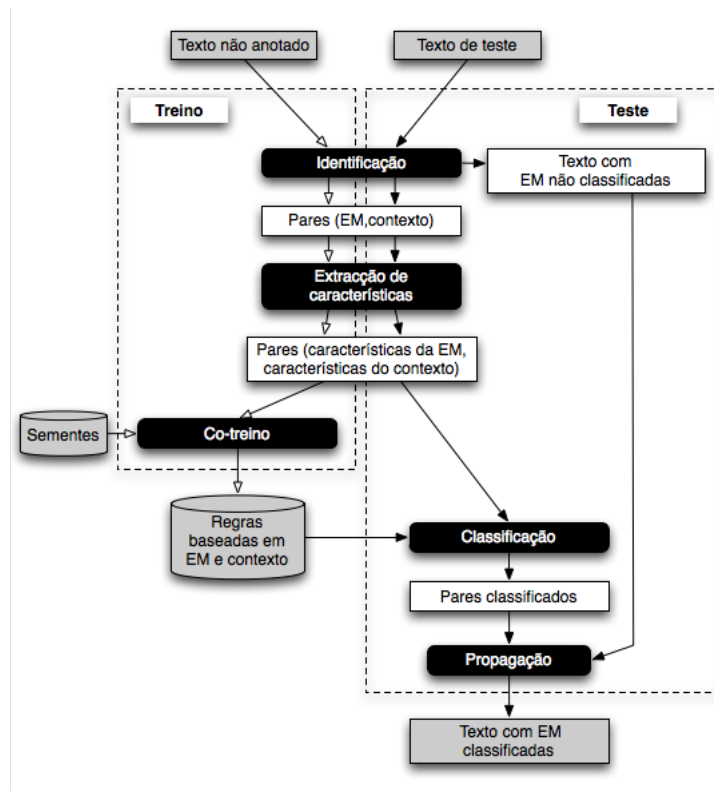 Texto não anotado
Texto de teste
Treino
Teste
Identificação
Texto com
EM não classificadas
Pares (EM,contexto)
Extracção de
características
Pares (características da EM,
características do contexto)
Sementes
Co-treino
Regras
baseadas em
EM e contexto
Classificação
Pares classificados
Propagação
Texto com EM
classificadas